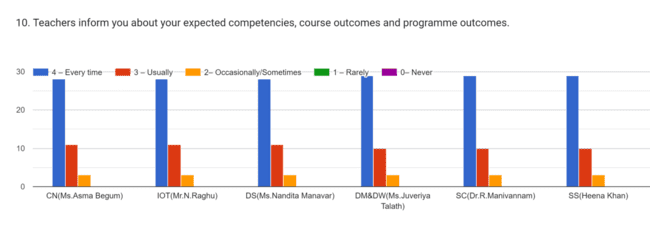 10. Teachers inform you about your expected competencies, course outcomes and programme outcomes.
30
4 – Every time
3 – Usually
2– Occasionally/Sometimes
1 – Rarely
0– Never
20
10
0
CN(Ms.Asma Begum)
IOT(Mr.N.Raghu)
DS(Ms.Nandita Manavar)
DM&DW(Ms.Juveriya
Talath)
SC(Dr.R.Manivannam)
SS(Heena Khan)